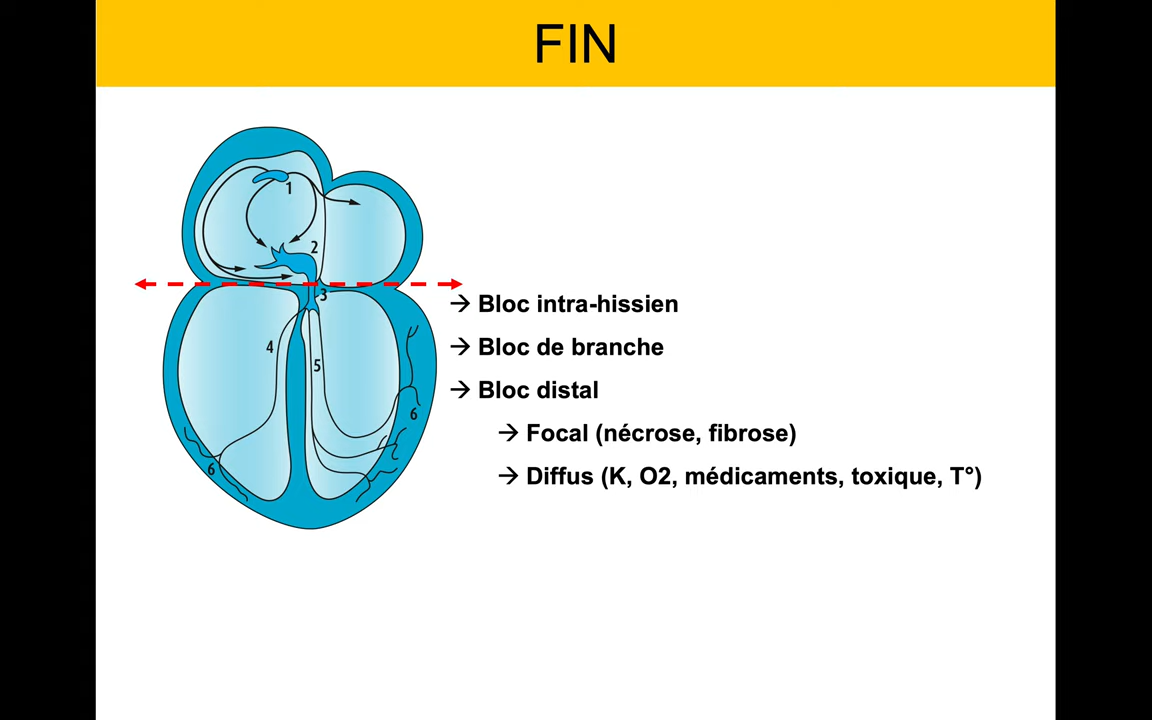 FIN
1
2
3
→ Bloc intra-hissien
4
→ Bloc de branche
5
→ Bloc distal
6
→ Focal (nécrose, fibrose)
6
→ Diffus (K, O2, médicaments, toxique, T°)